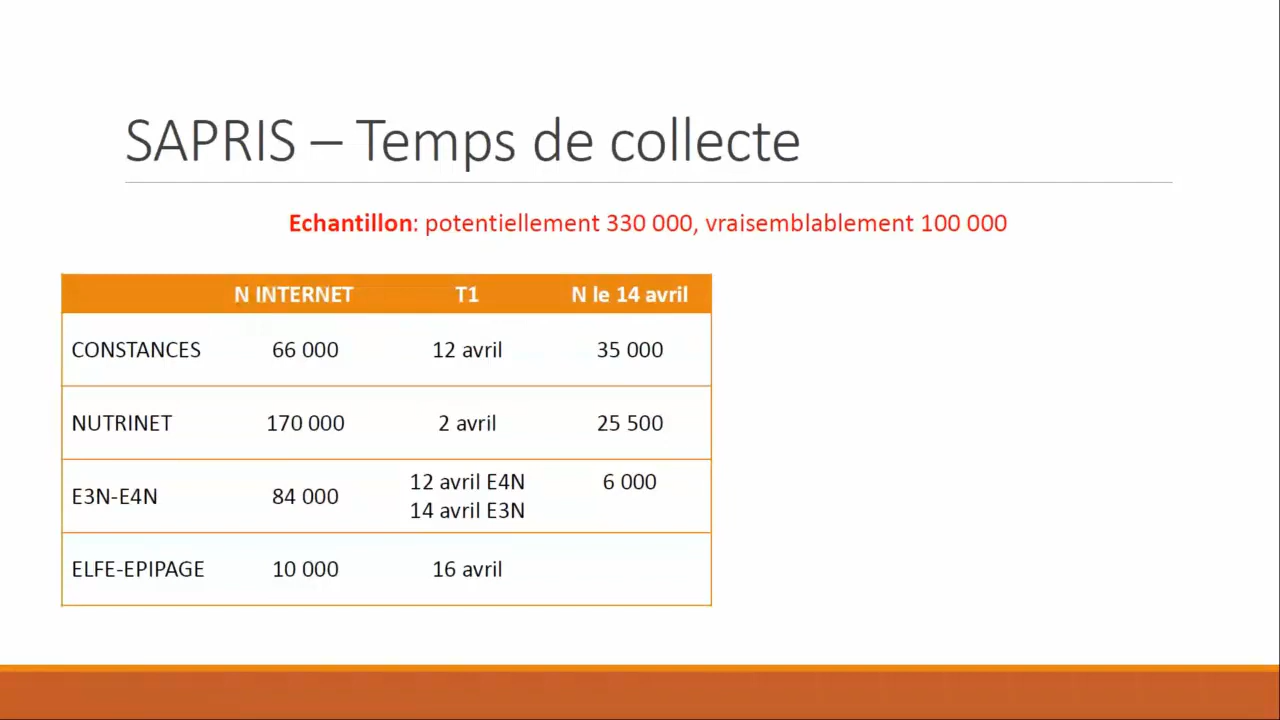 SAPRIS – Temps de collecte
Echantillon: potentiellement 330 000, vraisemblablement 100 000
N INTERNET T1 N le 14 avril
CONSTANCES 66 000 12 avril 35 000
NUTRINET 170 000 2 avril 25 500
E3N-E4N 84 000 12 avril E4N 6 000
14 avril E3N
ELFE-EPIPAGE 10 000 16 avril